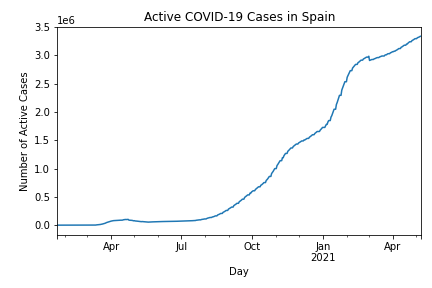 Active COVID-19 Cases in Spain
1e6
3.5
3.0
2.5
2.0
1.5
1.0
0.5
0.0
Number of Active Cases
Apr Jul Oct Jan Apr
2021
Day